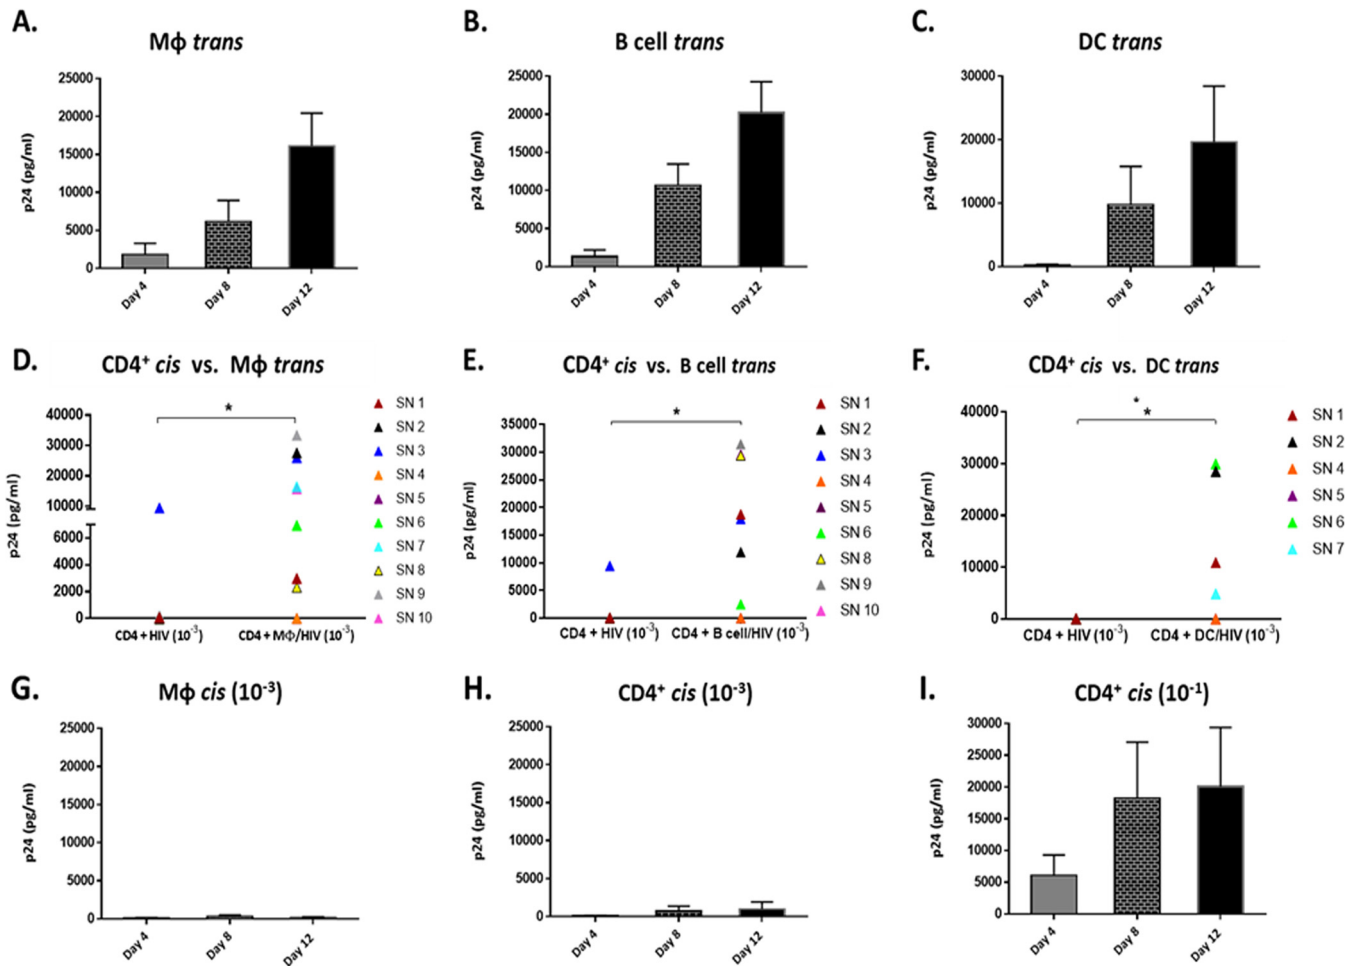 A.
Mϕ trans
p24 (pg/ml)
25000
20000
15000
10000
5000
0
Day 4
Day 8
Day 12
B.
B cell trans
p24 (pg/ml)
25000
20000
15000
10000
5000
0
Day 4
Day 8
Day 12
C.
DC trans
p24 (pg/ml)
30000
20000
10000
0
Day 4
Day 8
Day 12
D.
CD4⁺ cis vs. Mϕ trans
*
p24 (pg/ml)
40000
30000
20000
10000
6000
4000
2000
0
CD4 + HIV (10⁻³)
CD4 + MΦ/HIV (10⁻³)
SN 1
SN 2
SN 3
SN 4
SN 5
SN 6
SN 7
SN 8
SN 9
SN 10
E.
CD4⁺ cis vs. B cell trans
*
p24 (pg/ml)
35000
30000
25000
20000
15000
10000
5000
0
CD4 + HIV (10⁻³)
CD4 + B cell/HIV (10⁻³)
SN 1
SN 2
SN 3
SN 4
SN 5
SN 6
SN 8
SN 9
SN 10
F.
CD4⁺ cis vs. DC trans
*
*
p24 (pg/ml)
40000
30000
20000
10000
0
CD4 + HIV (10⁻³)
CD4 + DC/HIV (10⁻³)
SN 1
SN 2
SN 4
SN 5
SN 6
SN 7
G.
Mϕ cis (10⁻³)
p24 (pg/ml)
25000
20000
15000
10000
5000
0
Day 4
Day 8
Day 12
H.
CD4⁺ cis (10⁻³)
p24 (pg/ml)
25000
20000
15000
10000
5000
0
Day 4
Day 8
Day 12
I.
CD4⁺ cis (10⁻¹)
p24 (pg/ml)
30000
25000
20000
15000
10000
5000
0
Day 4
Day 8
Day 12